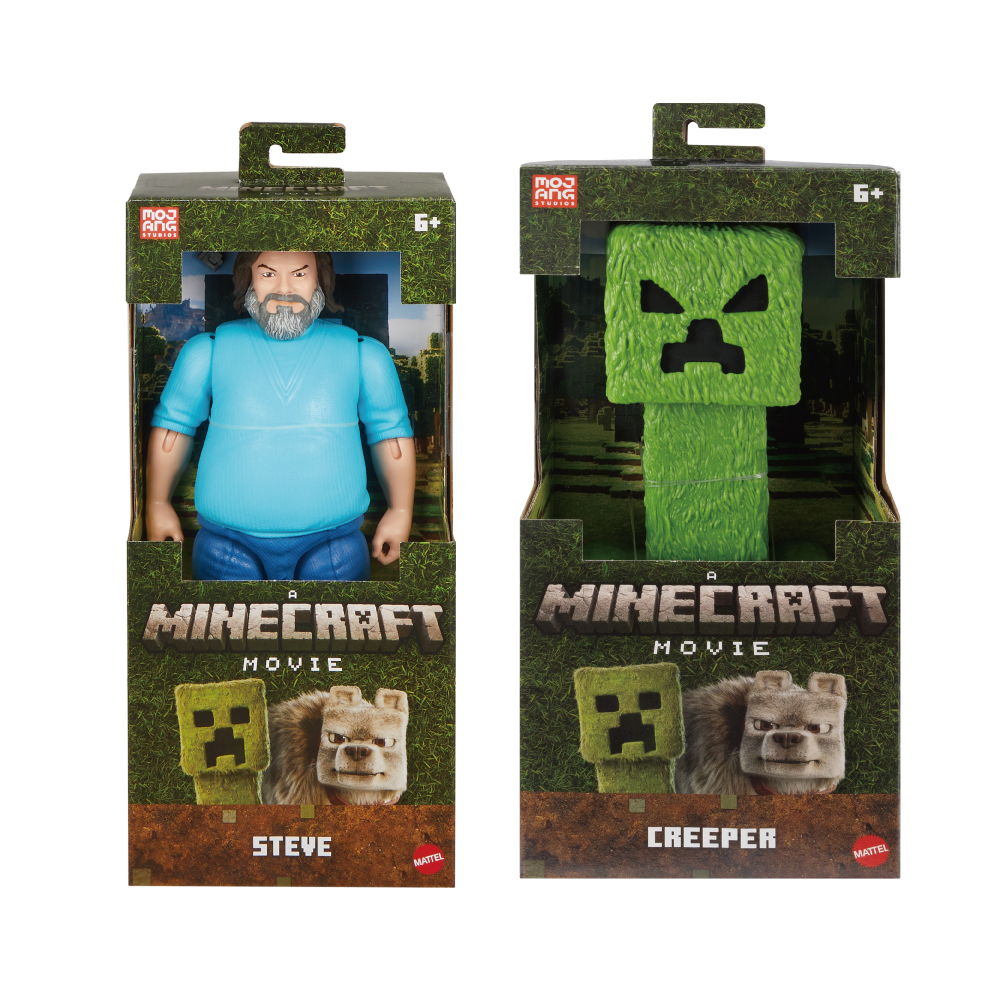 MOJ
ANG
STUDIOS
6+
A
MINECRAFT
MOVIE
STEVE
MATTEL
MOJ
ANG
STUDIOS
6+
A
MINECRAFT
MOVIE
CREEPER
MATTEL